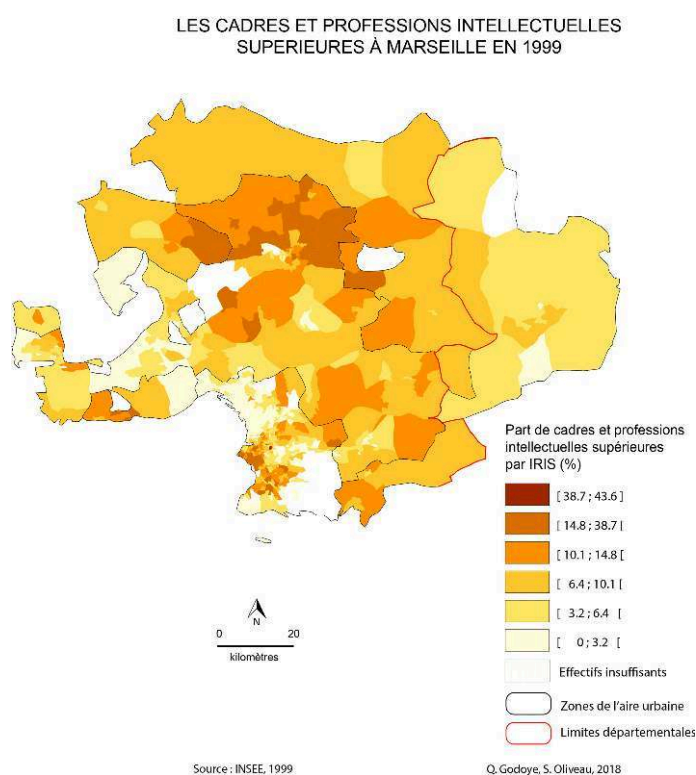 LES CADRES ET PROFESSIONS INTELLECTUELLES
SUPERIEURES À MARSEILLE EN 1999
Part de cadres et professions
intellectuelles supérieures
par IRIS (%)
[ 38.7 ; 43.6 ]
[ 14.8 ; 38.7 [
[ 10.1 ; 14.8 [
[ 6.4 ; 10.1 [
[ 3.2 ; 6.4 [
[ 0 ; 3.2 [
Effectifs insuffisants
Zones de l'aire urbaine
Limites départementales
N
0 20
kilomètres
Source : INSEE, 1999
Q. Godoye, S. Oliveau, 2018